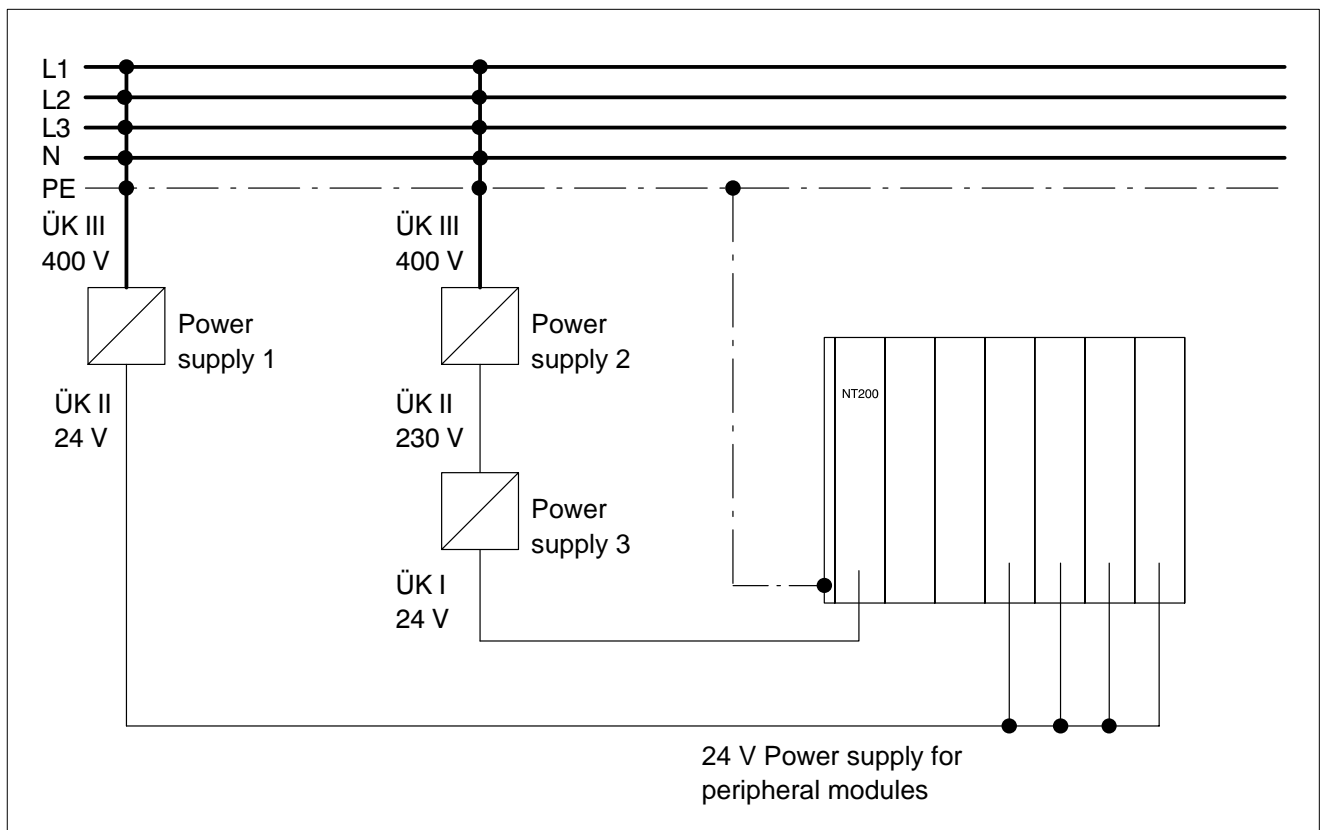 L1
L2
L3
N
PE
ÜK III
400 V
ÜK III
400 V
Power
supply 1
Power
supply 2
NT200
ÜK II
24 V
ÜK II
230 V
Power
supply 3
ÜK I
24 V
24 V Power supply for
peripheral modules